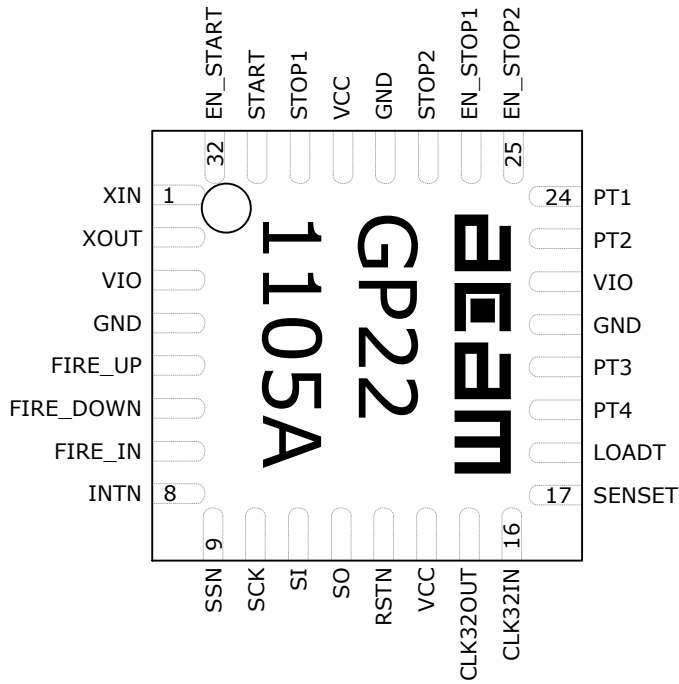 EN_START
START
STOP1
VCC
GND
STOP2
EN_STOP1
EN_STOP2
32
25
XIN 1
XOUT
VIO
GND
FIRE_UP
FIRE_DOWN
FIRE_IN
INTN 8
acam
GP22
1105A
24 PT1
PT2
VIO
GND
PT3
PT4
LOADT
17 SENSET
9
16
SSN
SCK
SI
SO
RSTN
VCC
CLK32OUT
CLK32IN